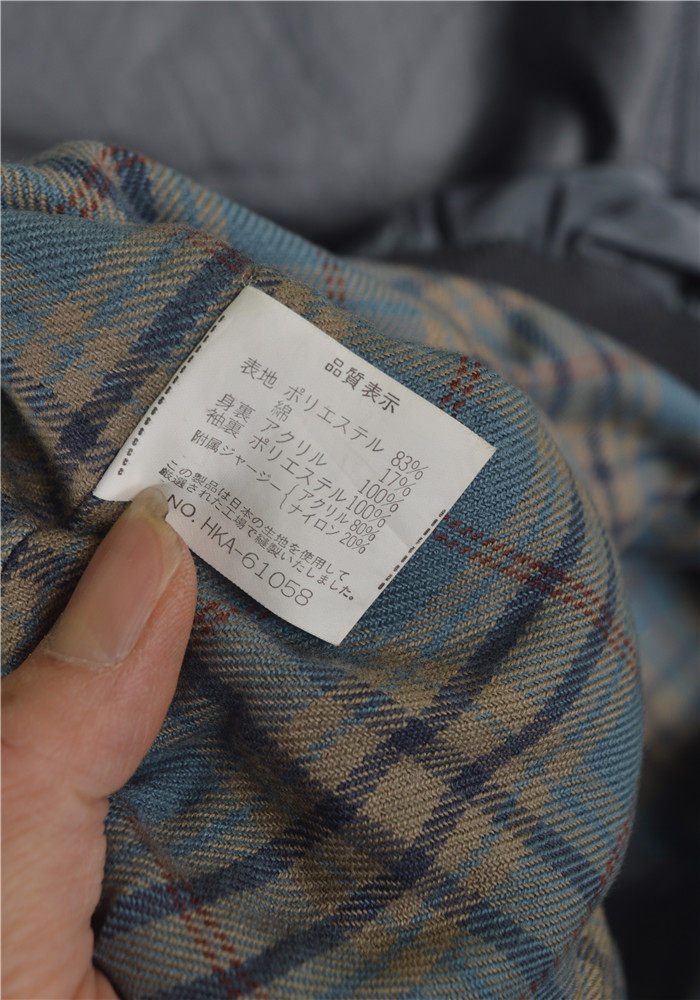 品質表示
表地 ポリエステル 83%
綿 17%
身裏 アクリル 100%
袖裏 ポリエステル 100%
附属ジャージー{アクリル 80%
{ナイロン 20%
この製品は日本の生地を使用して
厳選された工場で縫製いたしました。
NO. HKA-61058